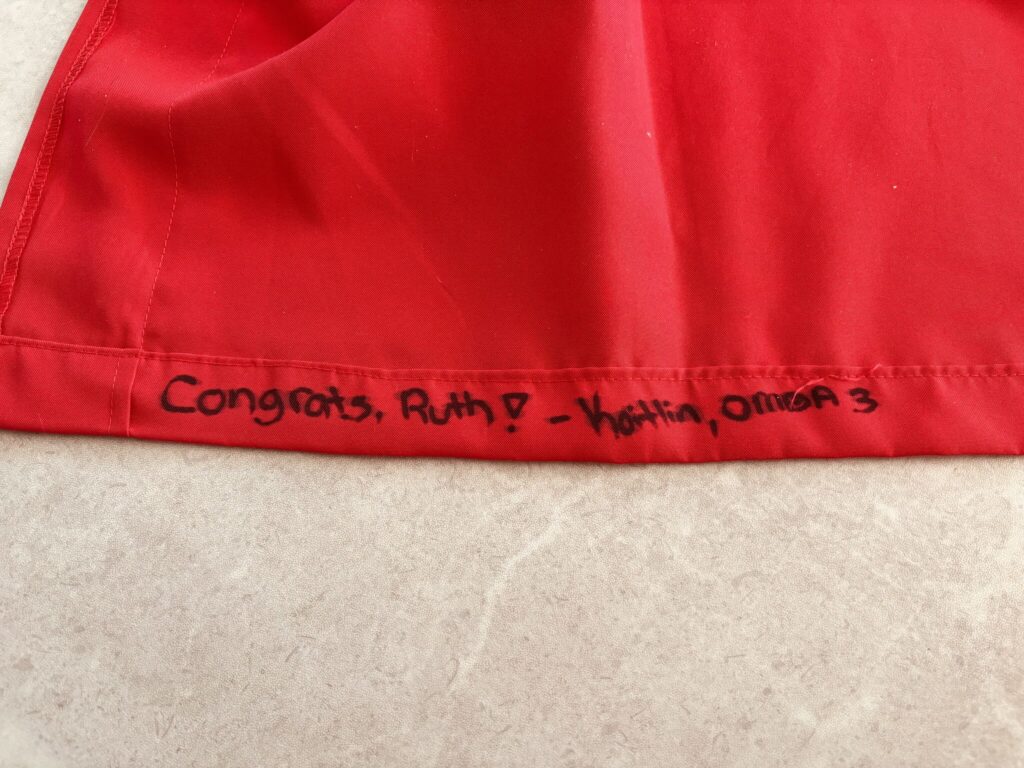 Congrats, Ruth! - Kaitlin, OmegA 3